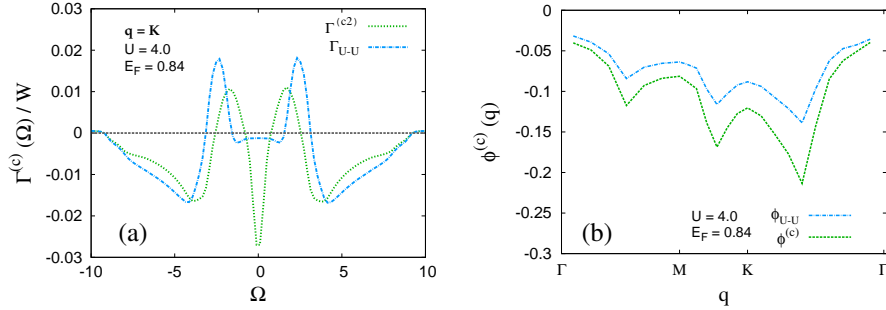 0.03
0.02
0.01
0
-0.01
-0.02
-0.03
-10
-5
0
5
10
Γ(c) (Ω) / W
Ω
q = K
U = 4.0
E_F = 0.84
Γ(c2)
Γ_U-U
(a)
0
-0.05
-0.1
-0.15
-0.2
-0.25
-0.3
Γ
M
K
Γ
ϕ(c) (q)
q
U = 4.0
E_F = 0.84
ϕ_U-U
ϕ(c)
(b)